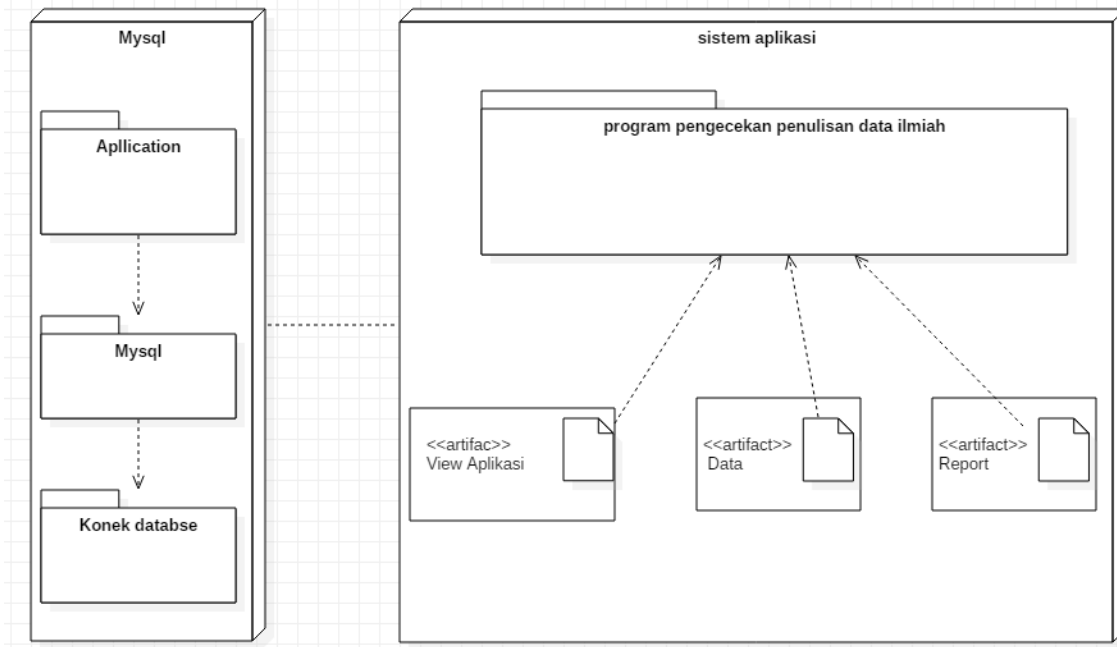 Mysql
Apllication
Mysql
Konek databse
sistem aplikasi
program pengecekan penulisan data ilmiah
<<artifac>>
View Aplikasi
<<artifact>>
Data
<<artifact>>
Report